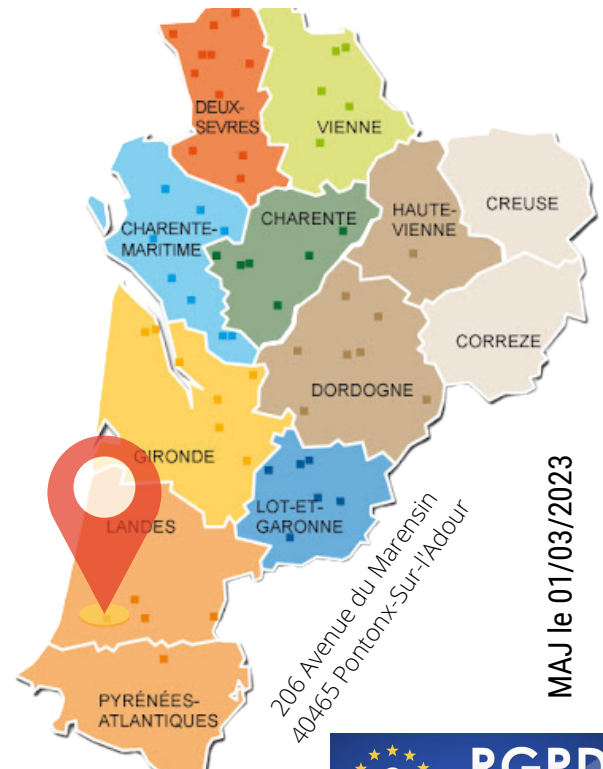 DEUX-
SEVRES
VIENNE
CHARENTE-
MARITIME
CHARENTE
HAUTE-
VIENNE
CREUSE
CORREZE
DORDOGNE
GIRONDE
LOT-ET-
GARONNE
LANDES
206 Avenue du Marensin
40465 Pontonx-Sur-l'Adour
MAJ le 01/03/2023
PYRÉNÉES-
ATLANTIQUES